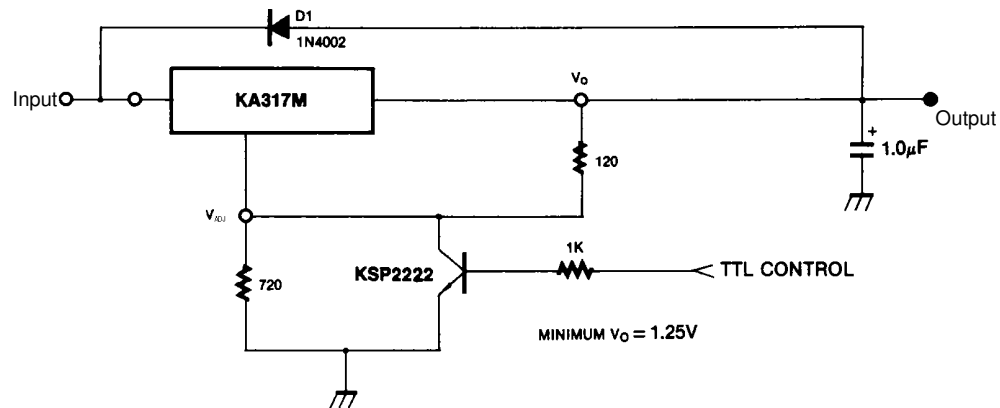 D1
1N4002
Input
KA317M
Vo
Output
120
+
1.0µF
VADJ
720
KSP2222
1K
TTL CONTROL
MINIMUM VO = 1.25V